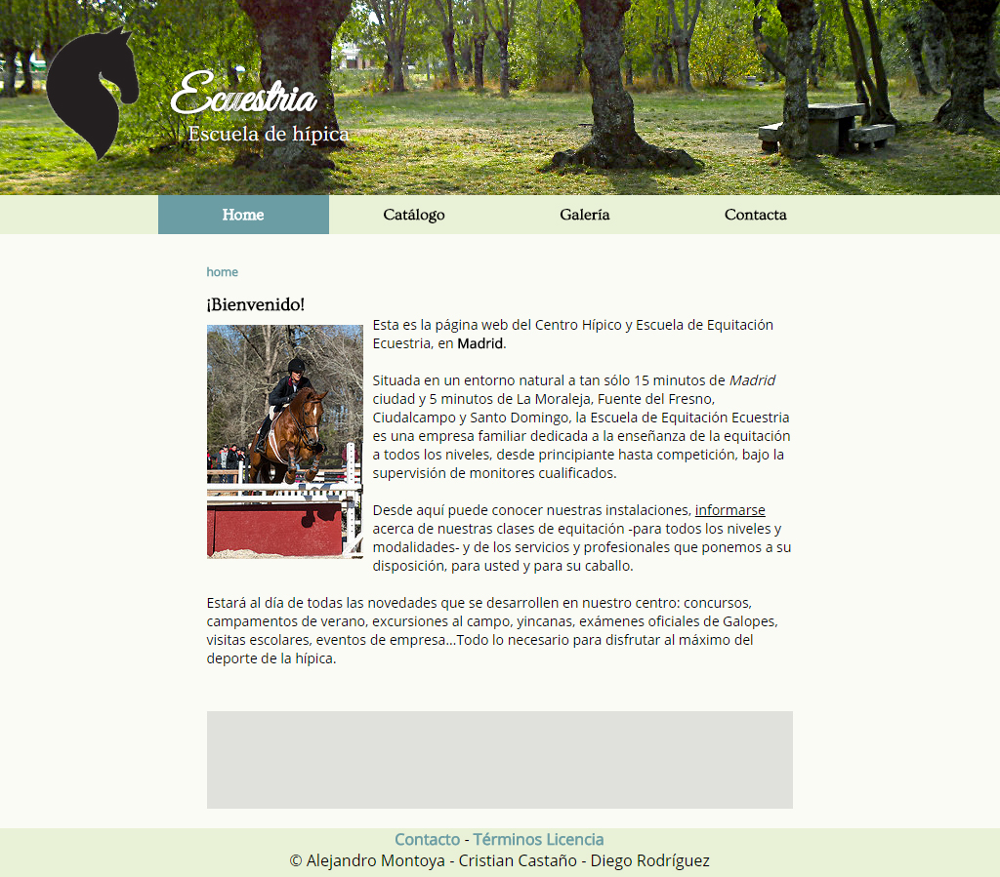 Ecuestria
Escuela de hípica
Home
Catálogo
Galería
Contacta
home
¡Bienvenido!
Esta es la página web del Centro Hípico y Escuela de Equitación
Ecuestria, en Madrid.
Situada en un entorno natural a tan sólo 15 minutos de Madrid
ciudad y 5 minutos de La Moraleja, Fuente del Fresno,
Ciudalcampo y Santo Domingo, la Escuela de Equitación Ecuestria
es una empresa familiar dedicada a la enseñanza de la equitación
a todos los niveles, desde principiante hasta competición, bajo la
supervisión de monitores cualificados.
Desde aquí puede conocer nuestras instalaciones, informarse
acerca de nuestras clases de equitación -para todos los niveles y
modalidades- y de los servicios y profesionales que ponemos a su
disposición, para usted y para su caballo.
Estará al día de todas las novedades que se desarrollen en nuestro centro: concursos,
campamentos de verano, excursiones al campo, yincanas, exámenes oficiales de Galopes,
visitas escolares, eventos de empresa...Todo lo necesario para disfrutar al máximo del
deporte de la hípica.
Contacto - Términos Licencia
© Alejandro Montoya - Cristian Castaño - Diego Rodríguez